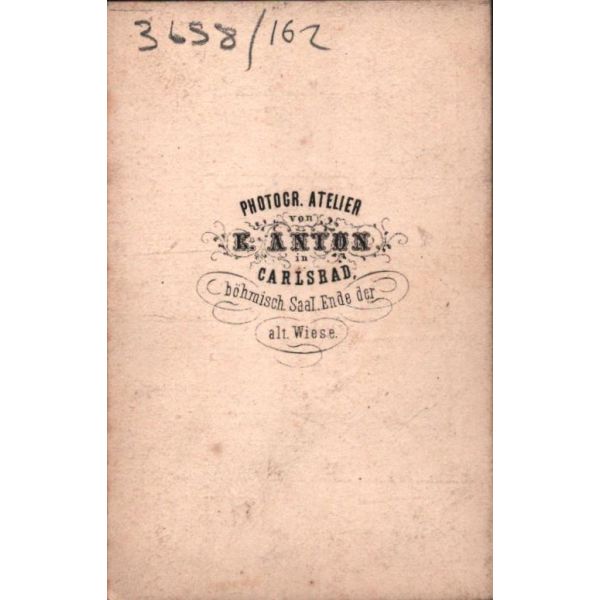 3658/162
PHOTOGR. ATELIER
von
K. ANTON
in
CARLSBAD,
böhmisch. Saal. Ende der
alt. Wiese.